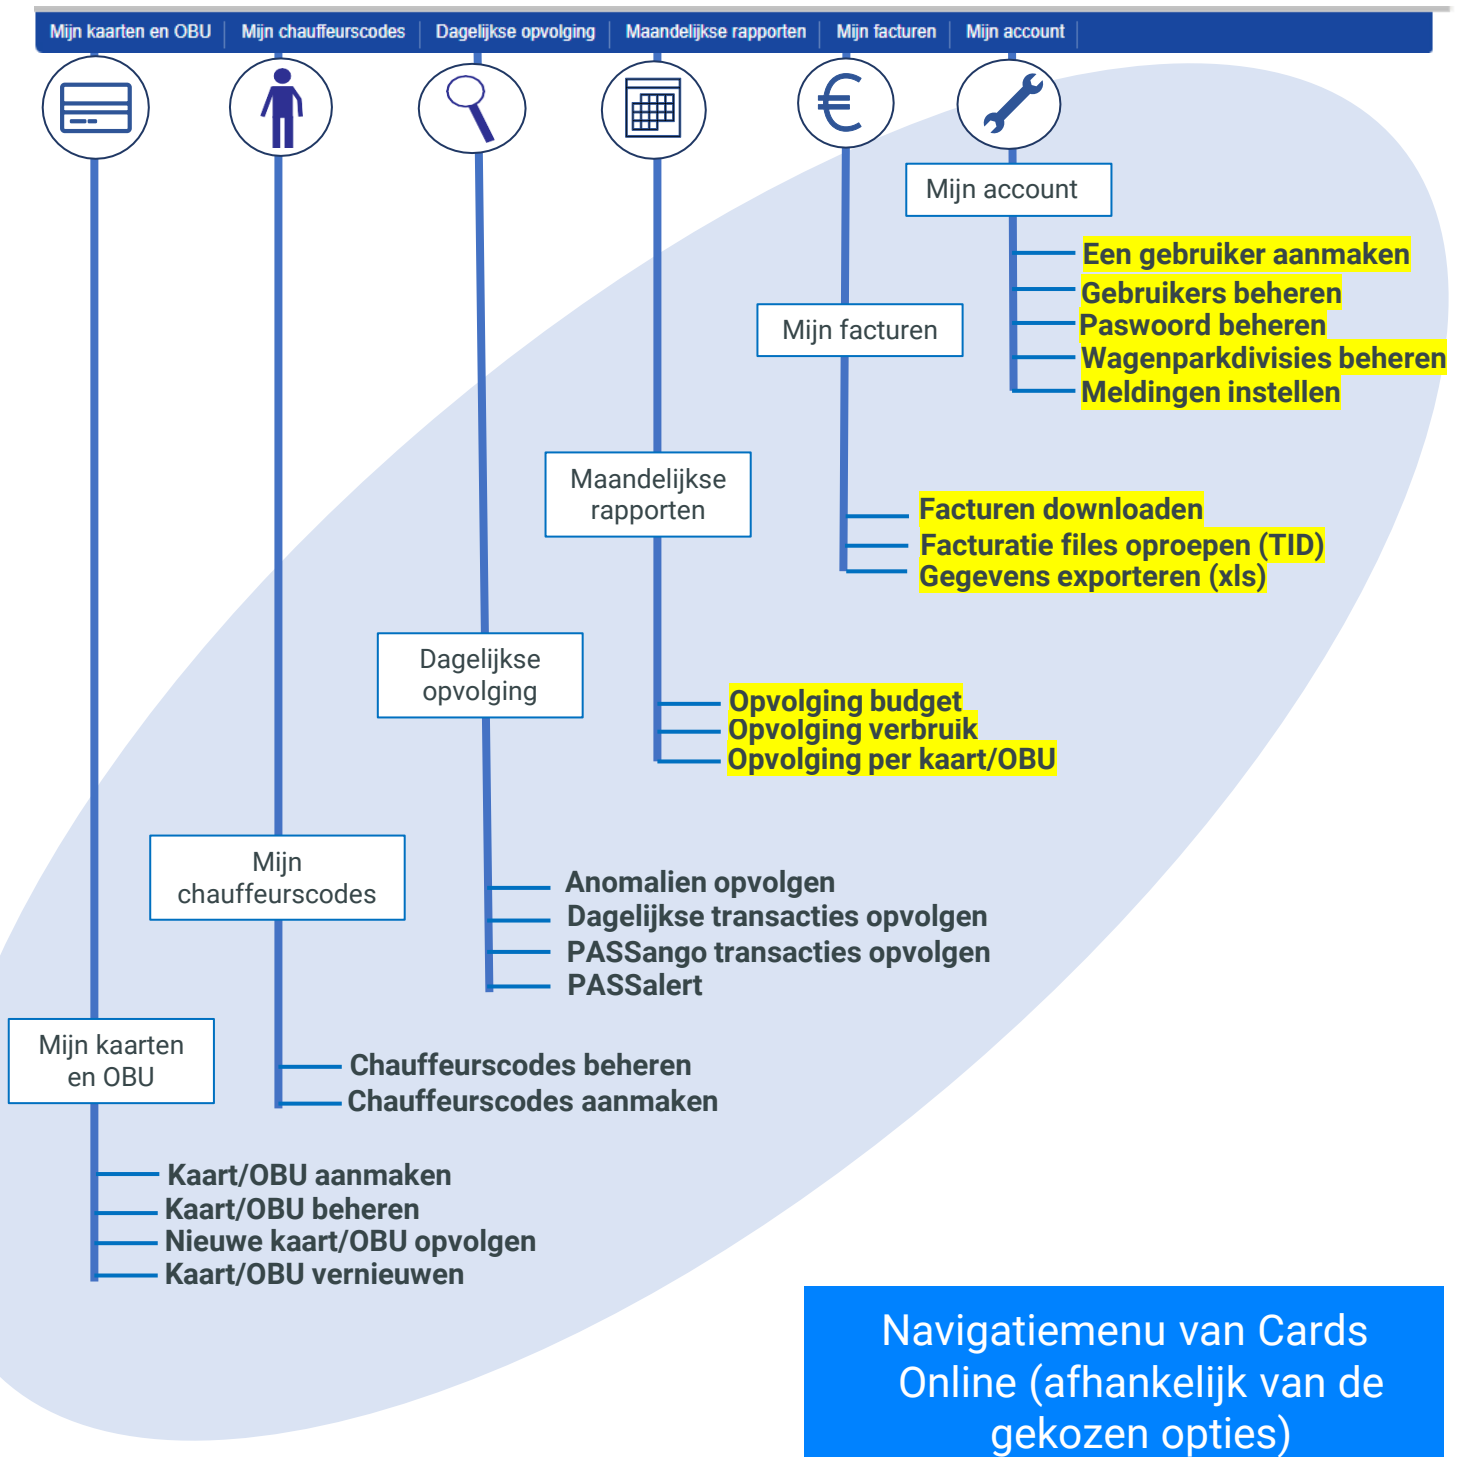 Mijn kaarten en OBU
Mijn chauffeurscodes
Dagelijkse opvolging
Maandelijkse rapporten
Mijn facturen
Mijn account
Mijn account
Een gebruiker aanmaken
Gebruikers beheren
Paswoord beheren
Wagenparkdivisies beheren
Meldingen instellen
Mijn facturen
Facturen downloaden
Facturatie files oproepen (TID)
Gegevens exporteren (xls)
Maandelijkse
rapporten
Opvolging budget
Opvolging verbruik
Opvolging per kaart/OBU
Dagelijkse
opvolging
Anomalien opvolgen
Dagelijkse transacties opvolgen
PASSango transacties opvolgen
PASSalert
Mijn
chauffeurscodes
Chauffeurscodes beheren
Chauffeurscodes aanmaken
Mijn kaarten
en OBU
Kaart/OBU aanmaken
Kaart/OBU beheren
Nieuwe kaart/OBU opvolgen
Kaart/OBU vernieuwen
Navigatiemenu van Cards
Online (afhankelijk van de
gekozen opties)